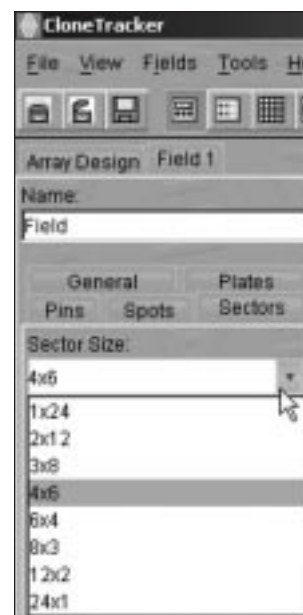 CloneTracker
File View Fields Tools
Array Design Field 1
Name:
Field
General Plates
Pins Spots Sectors
Sector Size:
4x6
1x24
2x12
3x8
4x6
6x4
8x3
12x2
24x1